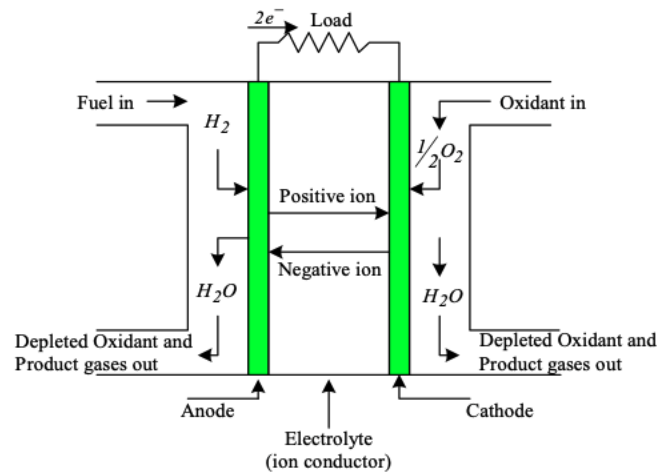 2e⁻
Load
Fuel in
Oxidant in
H₂
½O₂
Positive ion
Negative ion
H₂O
H₂O
Depleted Oxidant and
Product gases out
Depleted Oxidant and
Product gases out
Anode
Cathode
Electrolyte
(ion conductor)